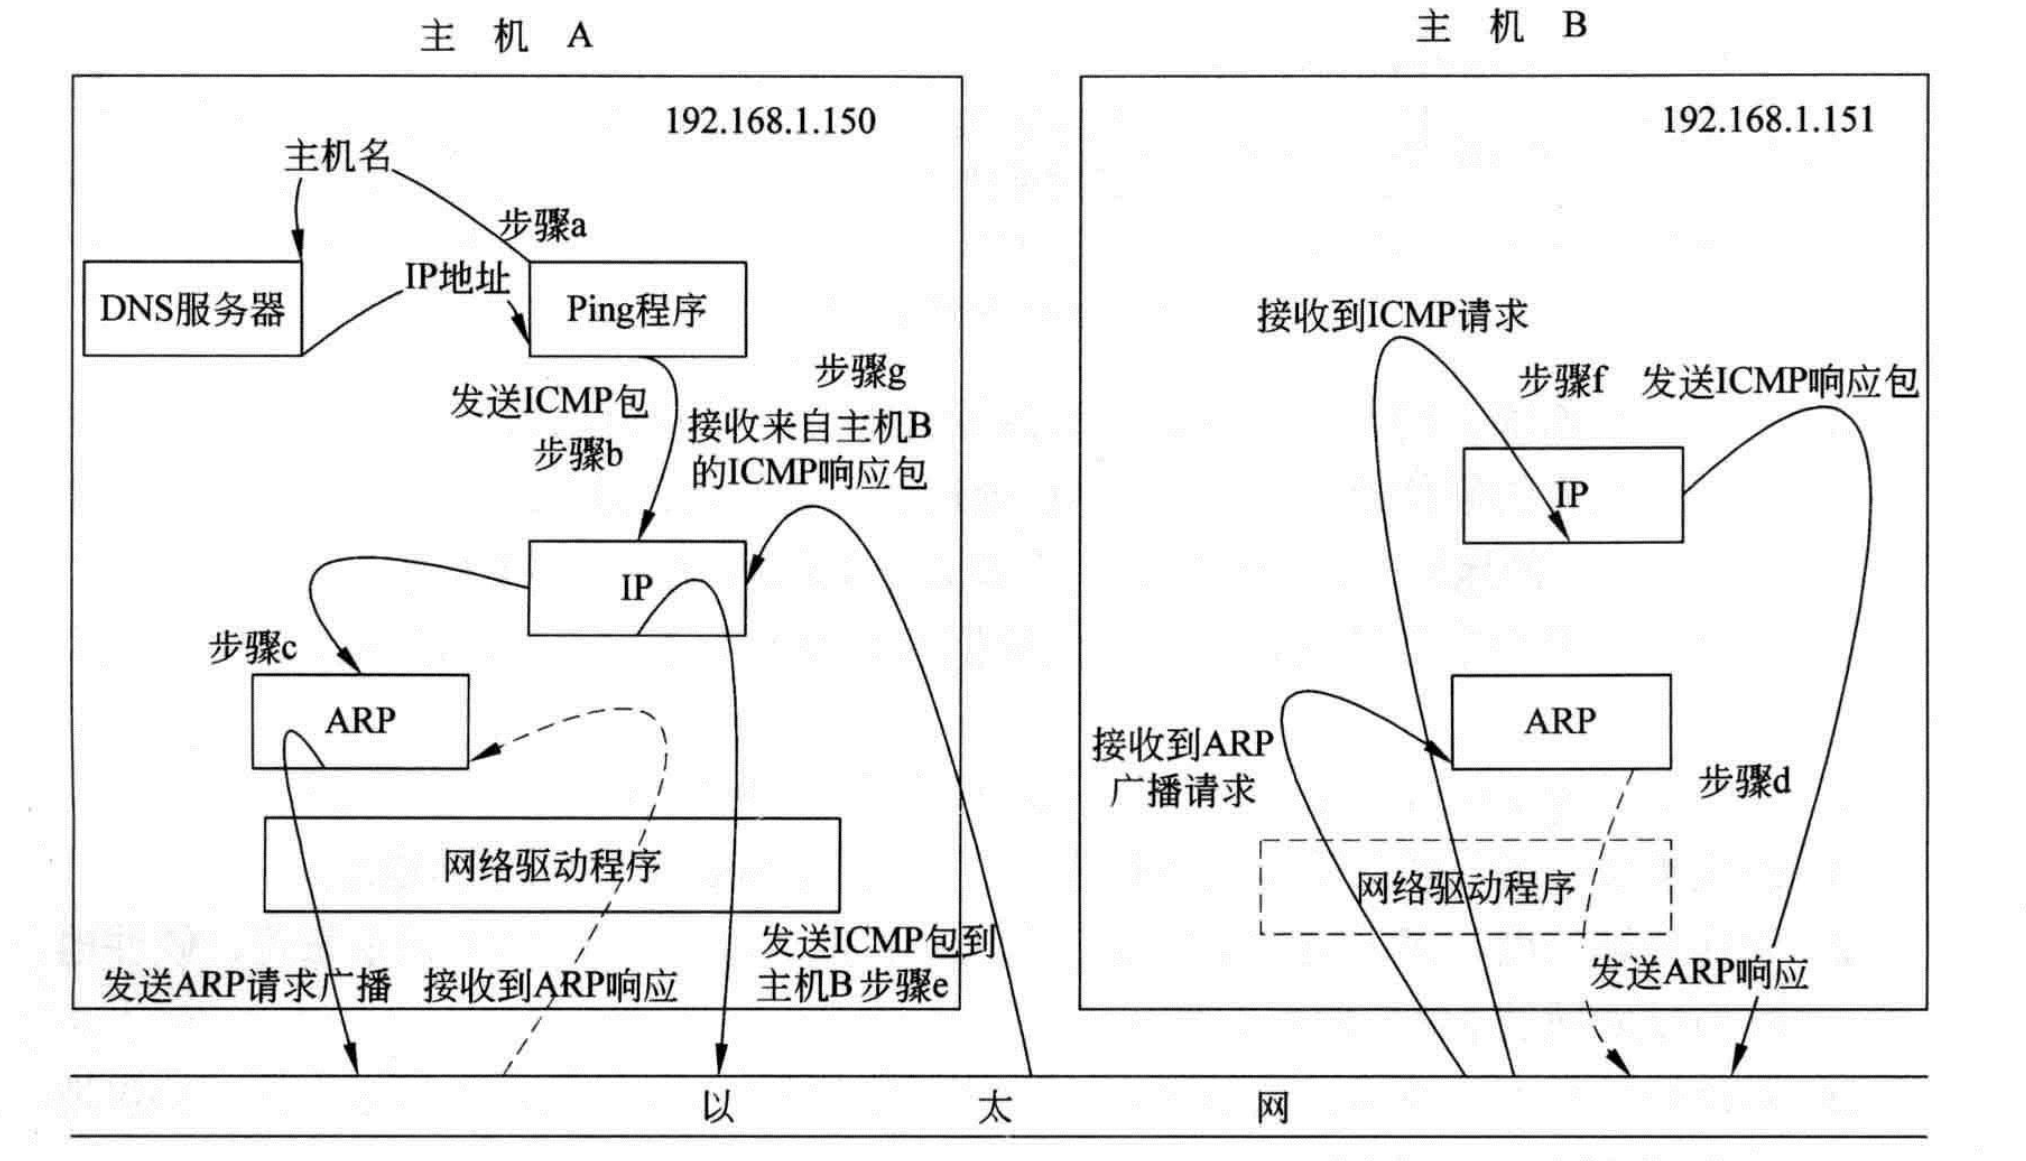 主 机 A
192.168.1.150
主机名
步骤a
IP地址
DNS服务器
Ping程序
步骤g
发送ICMP包
步骤b
接收来自主机B
的ICMP响应包
IP
步骤c
ARP
网络驱动程序
发送ICMP包到
主机B 步骤e
发送ARP请求广播
接收到ARP响应
主 机 B
192.168.1.151
接收到ICMP请求
步骤f
发送ICMP响应包
IP
ARP
接收到ARP
广播请求
步骤d
网络驱动程序
发送ARP响应
以 太 网